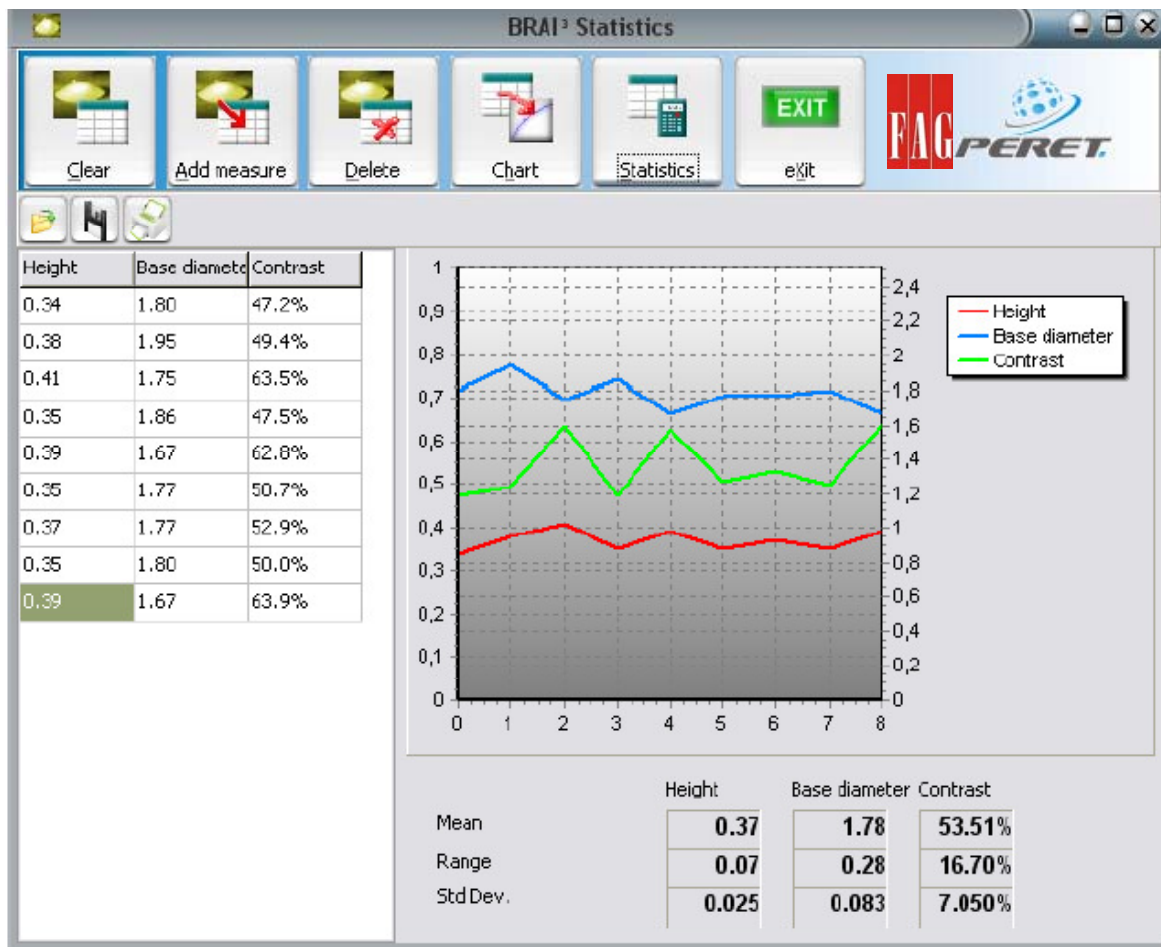 BRAI³ Statistics
Clear
Add measure
Delete
Chart
Statistics
EXIT
eXit
FAG
PERET.
Height Base diamete Contrast
0.34 1.80 47.2%
0.38 1.95 49.4%
0.41 1.75 63.5%
0.35 1.86 47.5%
0.39 1.67 62.8%
0.35 1.77 50.7%
0.37 1.77 52.9%
0.35 1.80 50.0%
0.39 1.67 63.9%
1
0,9
0,8
0,7
0,6
0,5
0,4
0,3
0,2
0,1
0
2,4
2,2
2
1,8
1,6
1,4
1,2
1
0,8
0,6
0,4
0,2
0
0 1 2 3 4 5 6 7 8
Height
Base diameter
Contrast
Height Base diameter Contrast
Mean 0.37 1.78 53.51%
Range 0.07 0.28 16.70%
Std Dev. 0.025 0.083 7.050%